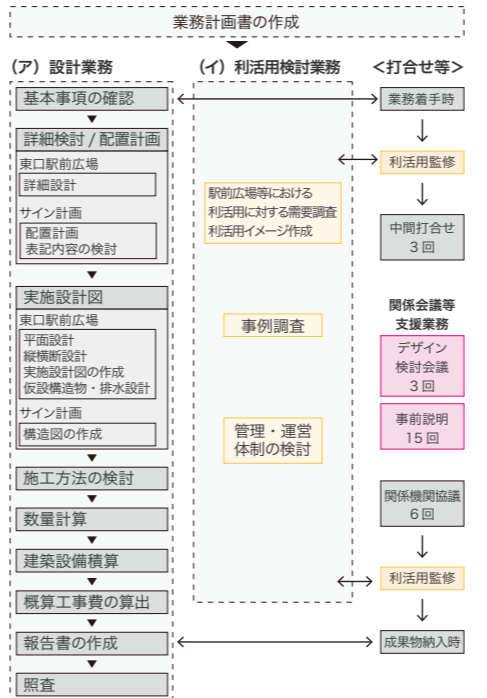 業務計画書の作成
（ア）設計業務
基本事項の確認
詳細検討 / 配置計画
東口駅前広場
詳細設計
サイン計画
配置計画
表記内容の検討
実施設計図
東口駅前広場
平面設計
縦横断設計
実施設計図の作成
仮設構造物・排水設計
サイン計画
構造図の作成
施工方法の検討
数量計算
建築設備積算
概算工事費の算出
報告書の作成
照査
（イ）利活用検討業務
駅前広場等における
利活用に対する需要調査
利活用イメージ作成
事例調査
管理・運営
体制の検討
＜打合せ等＞
業務着手時
利活用監修
中間打合せ
3 回
関係会議等
支援業務
デザイン
検討会議
3 回
事前説明
15 回
関係機関協議
6 回
利活用監修
成果物納入時